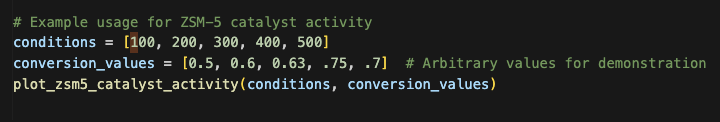 # Example usage for ZSM-5 catalyst activity
conditions = [100, 200, 300, 400, 500]
conversion_values = [0.5, 0.6, 0.63, .75, .7]  # Arbitrary values for demonstration
plot_zsm5_catalyst_activity(conditions, conversion_values)